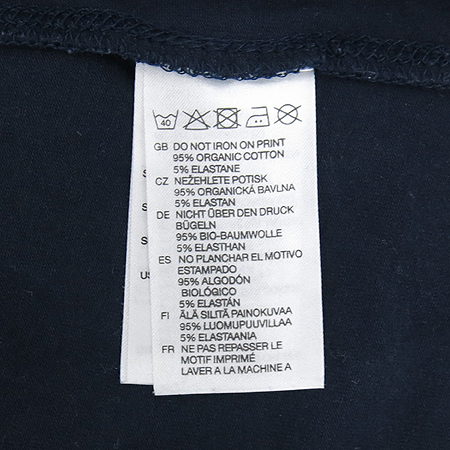 40
GB DO NOT IRON ON PRINT
95% ORGANIC COTTON
5% ELASTANE
CZ NEŽEHLETE POTISK
95% ORGANICKÁ BAVLNA
5% ELASTAN
DE NICHT ÜBER DEN DRUCK
BÜGELN
95% BIO-BAUMWOLLE
5% ELASTHAN
ES NO PLANCHAR EL MOTIVO
ESTAMPADO
95% ALGODÓN
BIOLÓGICO
5% ELASTÁN
FI ÄLÄ SILITÄ PAINOKUVAA
95% LUOMUPUUVILLAA
5% ELASTAANIA
FR NE PAS REPASSER LE
MOTIF IMPRIMÉ
LAVER A LA MACHINE A